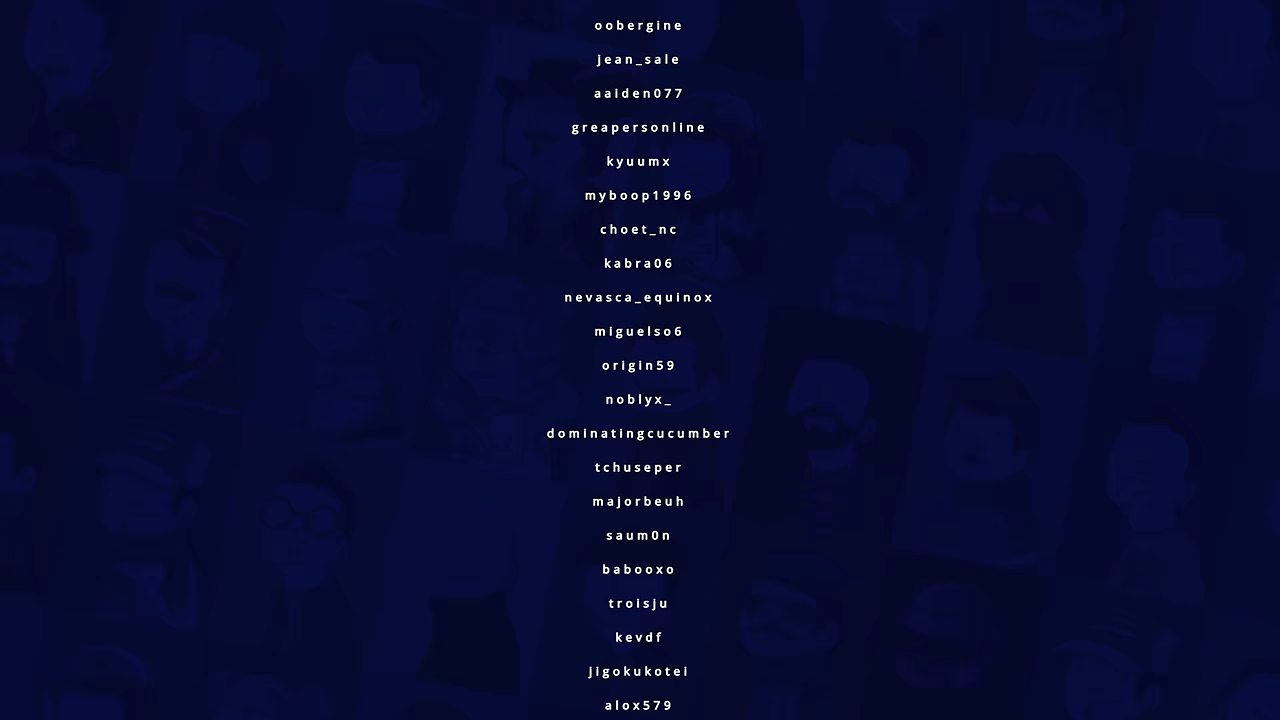 oobergine
jean_sale
aaiden077
greapersonline
kyuumx
myboop1996
choet_nc
kabra06
nevasca_equinox
miguelso6
origin59
noblyx_
dominatingcucumber
tchuseper
majorbeuh
saum0n
babooxo
troisju
kevdf
jigokukotei
alox579